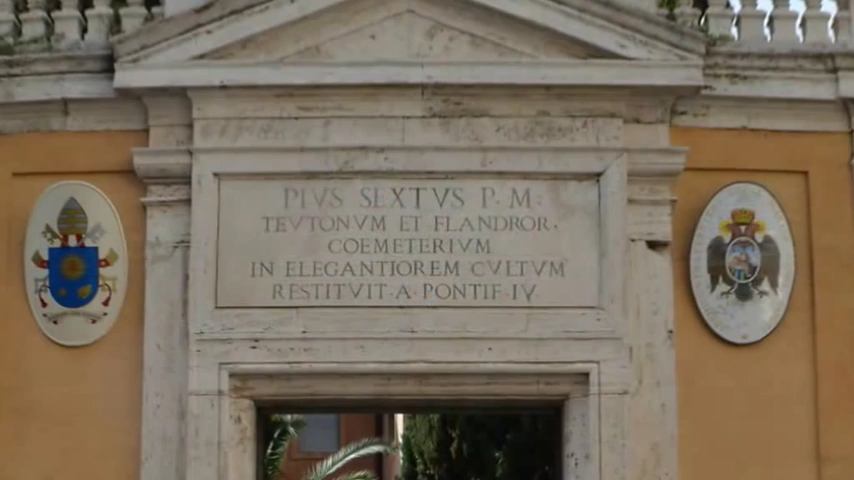 PIVS SEXTVS P. M.
TEVTONVM ET FLANDROR.
COEMETERIVM
IN ELEGANTIOREM CVLTVM
RESTITVIT. A. PONTIF. IV